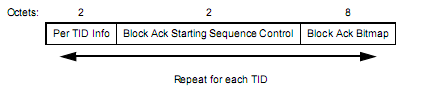 Octets: 2 2 8
Per TID Info Block Ack Starting Sequence Control Block Ack Bitmap
Repeat for each TID